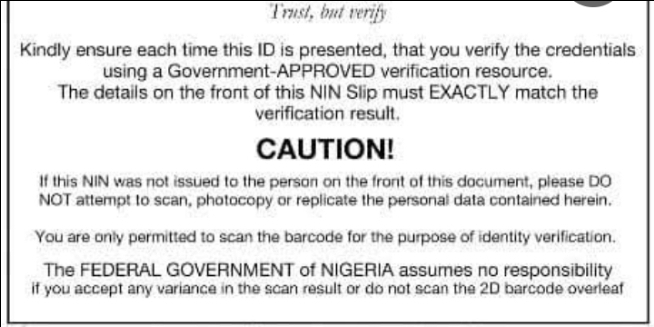 Trust, but verify
Kindly ensure each time this ID is presented, that you verify the credentials
using a Government-APPROVED verification resource.
The details on the front of this NIN Slip must EXACTLY match the
verification result.
CAUTION!
If this NIN was not issued to the person on the front of this document, please DO
NOT attempt to scan, photocopy or replicate the personal data contained herein.
You are only permitted to scan the barcode for the purpose of identity verification.
The FEDERAL GOVERNMENT of NIGERIA assumes no responsibility
if you accept any variance in the scan result or do not scan the 2D barcode overleaf